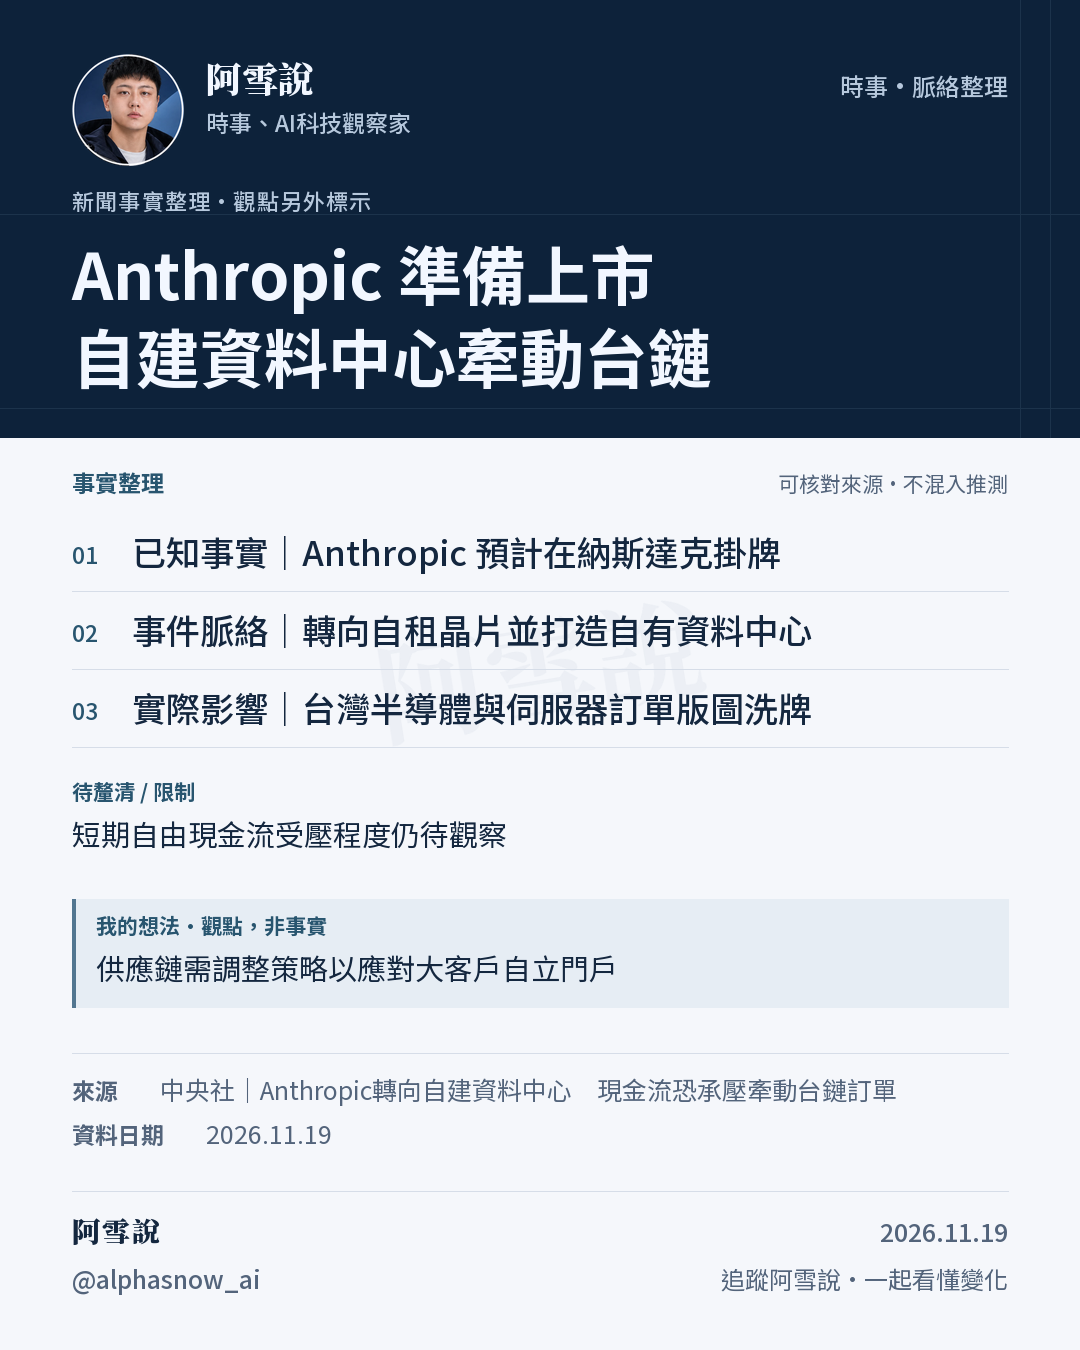 阿雪說
時事、AI科技觀察家
時事・脈絡整理
新聞事實整理・觀點另外標示
Anthropic 準備上市
自建資料中心牽動台鏈
事實整理
可核對來源・不混入推測
01 已知事實｜Anthropic 預計在納斯達克掛牌
02 事件脈絡｜轉向自租晶片並打造自有資料中心
03 實際影響｜台灣半導體與伺服器訂單版圖洗牌
阿雪說
待釐清 / 限制
短期自由現金流受壓程度仍待觀察
我的想法・觀點，非事實
供應鏈需調整策略以應對大客戶自立門戶
來源 中央社｜Anthropic轉向自建資料中心　現金流恐承壓牽動台鏈訂單
資料日期 2026.11.19
阿雪說
2026.11.19
@alphasnow_ai
追蹤阿雪說・一起看懂變化